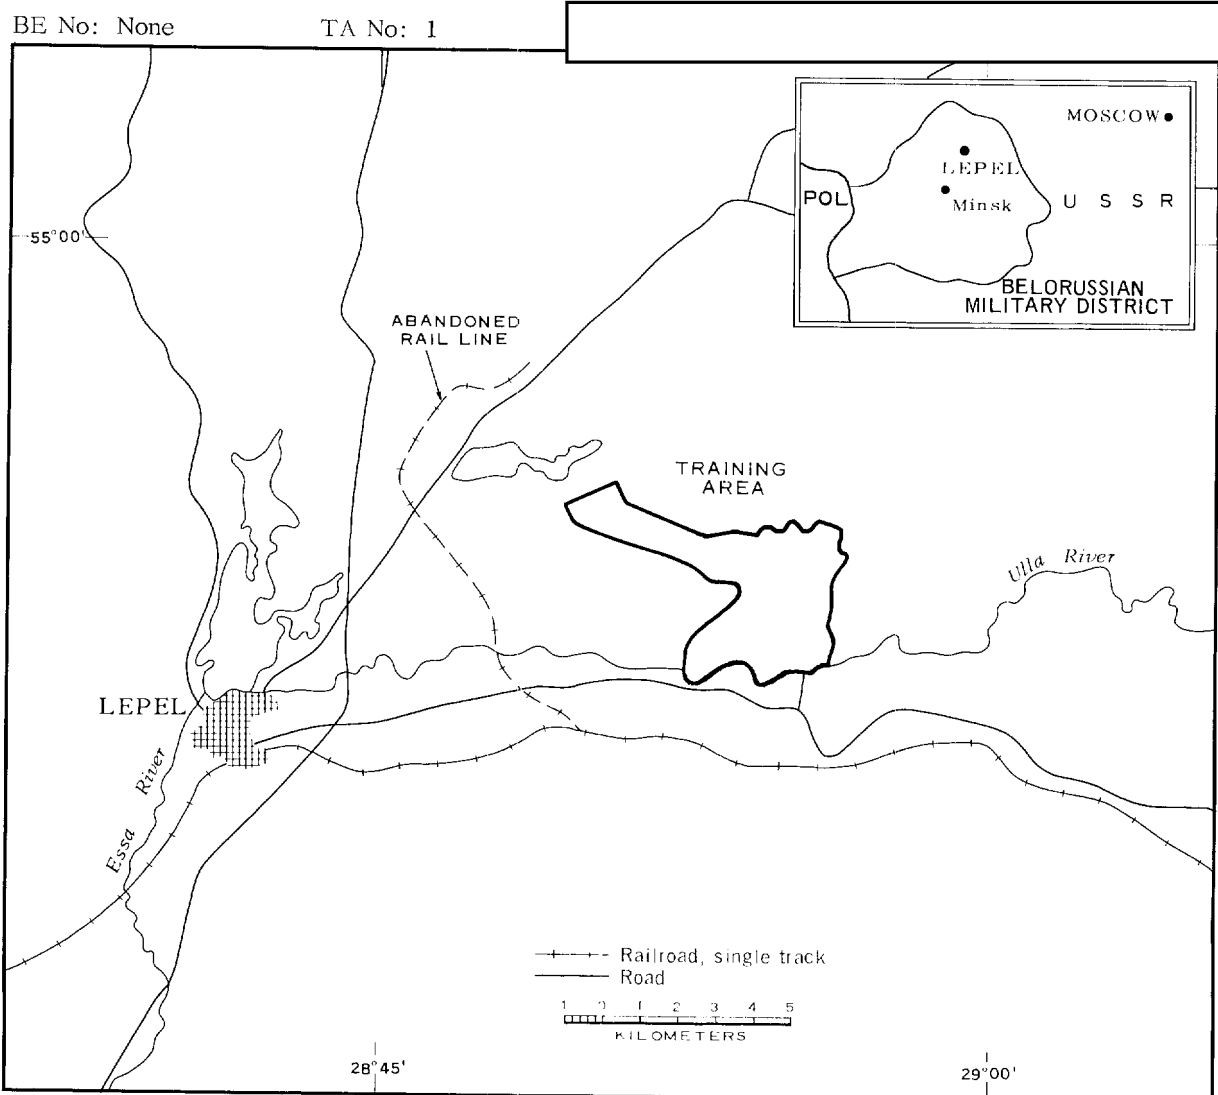 BE No: None TA No: 1
MOSCOW
LEPEL
POL
Minsk
U S S R
BELORUSSIAN
MILITARY DISTRICT
55°00'
ABANDONED
RAIL LINE
TRAINING
AREA
Ulla River
LEPEL
Essa River
Railroad, single track
Road
1 0 1 2 3 4 5
KILOMETERS
28°45'
29°00'